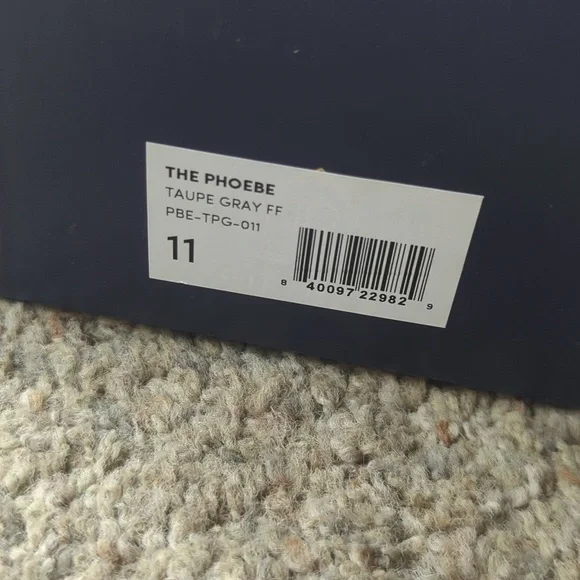 THE PHOEBE
TAUPE GRAY FF
PBE-TPG-011
11
8 40097 22982 9